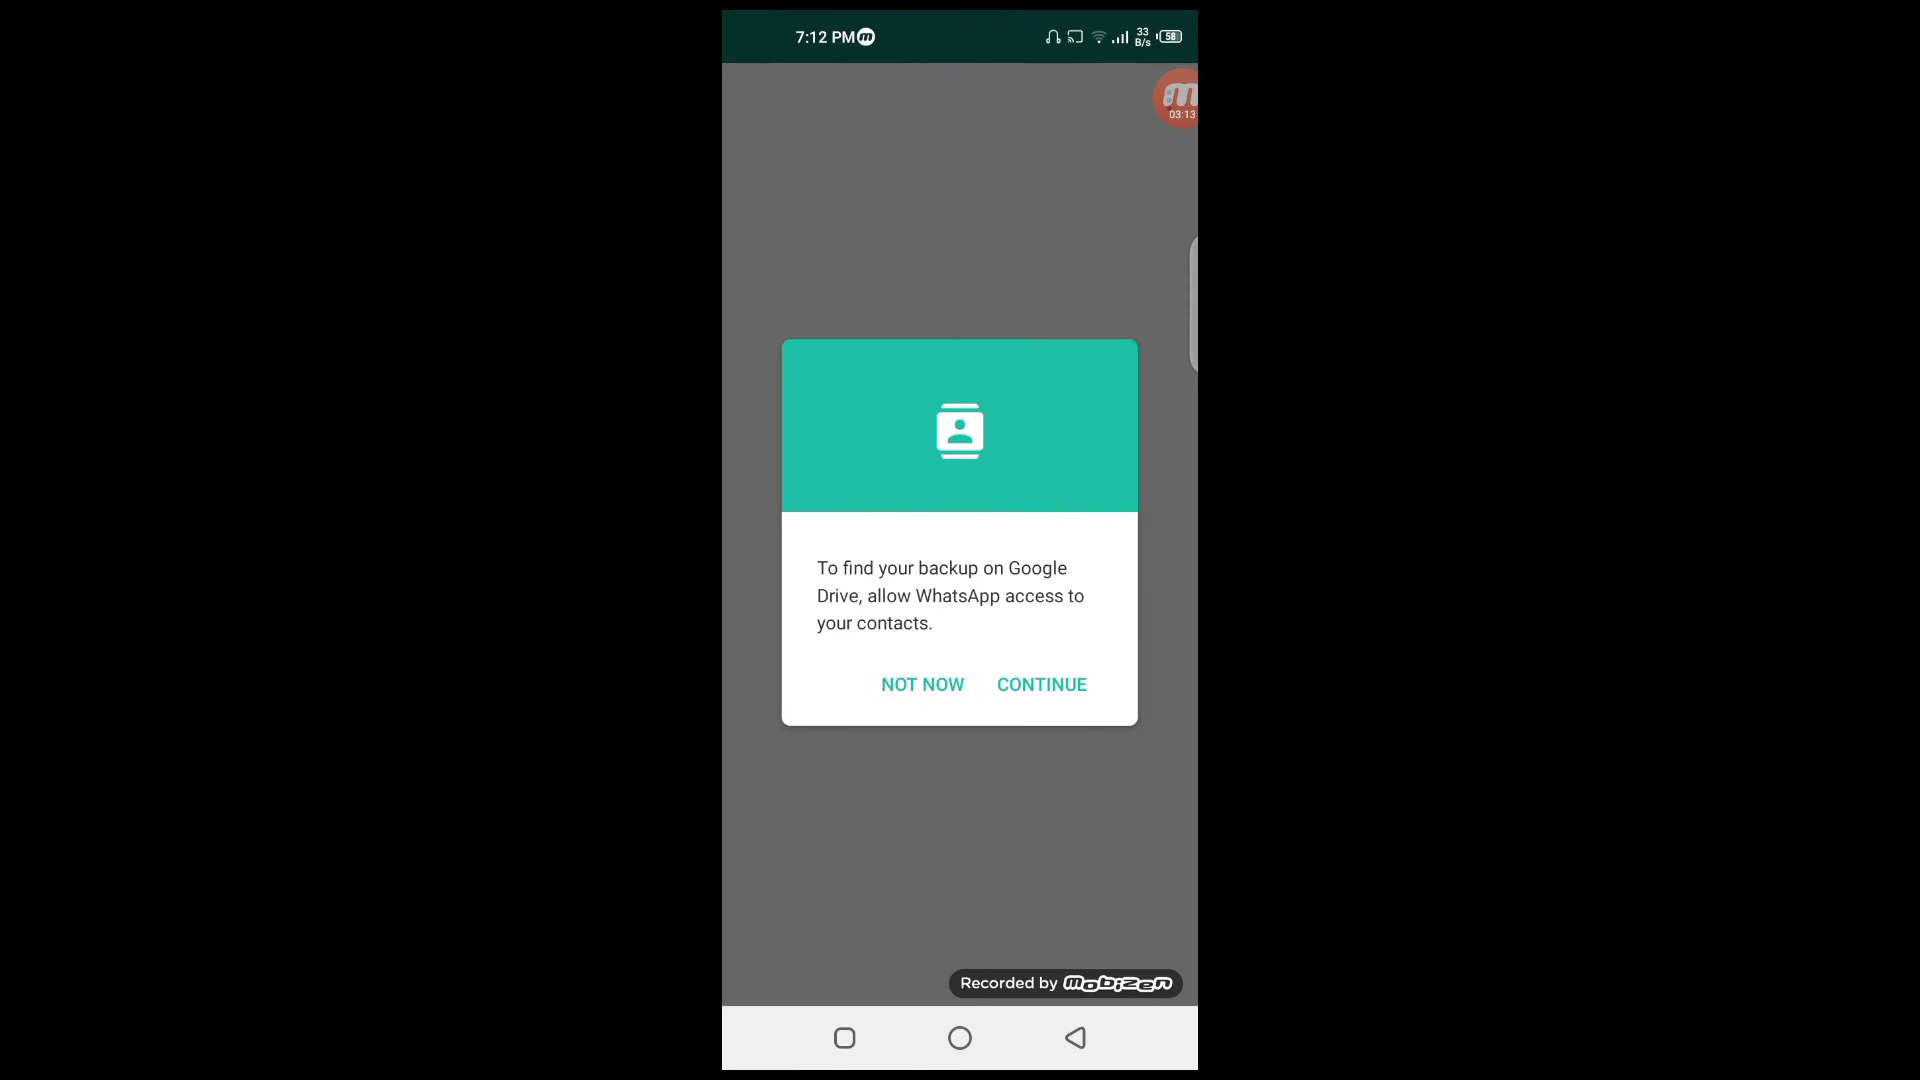 7:12 PM
33
B/s
58
03:13
To find your backup on Google
Drive, allow WhatsApp access to
your contacts.
NOT NOW CONTINUE
Recorded by mobizen